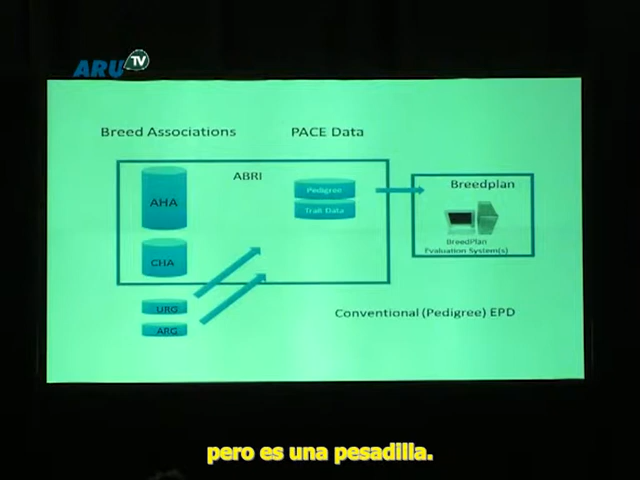 ARU TV
Breed Associations
PACE Data
ABRI
AHA
Pedigree
Trait Data
Breedplan
BreedPlan
Evaluation System(s)
CHA
URG
ARG
Conventional (Pedigree) EPD
pero es una pesadilla.